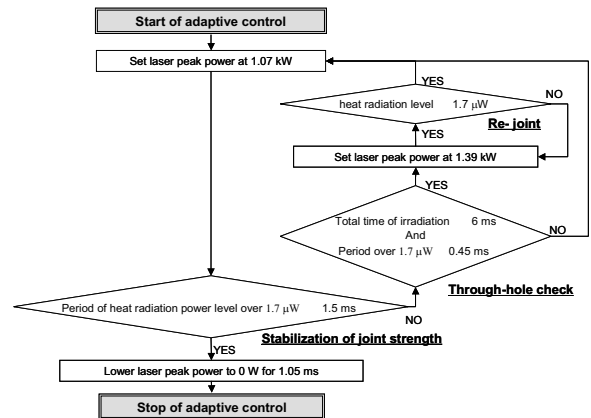 Start of adaptive control
Set laser peak power at 1.07 kW
YES
heat radiation level 1.7 μW
NO
Re- joint
YES
Set laser peak power at 1.39 kW
YES
Total time of irradiation 6 ms
And
Period over 1.7 μW 0.45 ms
NO
Through-hole check
Period of heat radiation power level over 1.7 μW 1.5 ms
NO
Stabilization of joint strength
YES
Lower laser peak power to 0 W for 1.05 ms
Stop of adaptive control